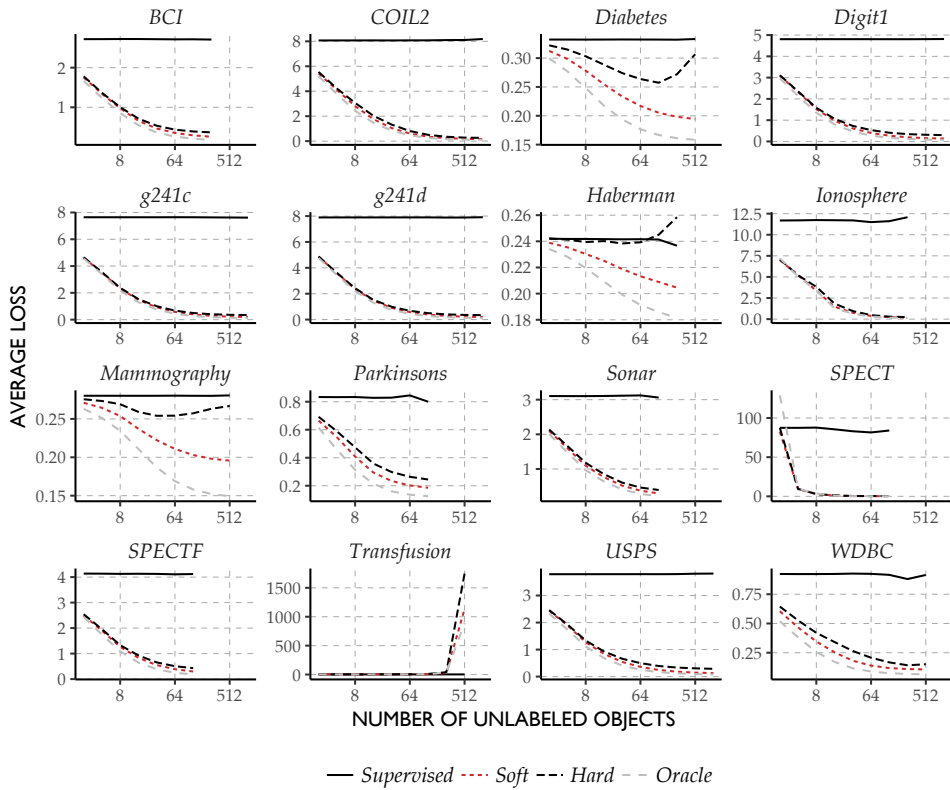 BCI COIL2 Diabetes Digit1
2
1
8 64 512
8
6
4
2
0
8 64 512
0.30
0.25
0.20
0.15
8 64 512
5
4
3
2
1
0
8 64 512
g241c g241d Haberman Ionosphere
8
6
4
2
0
8 64 512
8
6
4
2
0
8 64 512
0.26
0.24
0.22
0.20
0.18
8 64 512
12.5
10.0
7.5
5.0
2.5
0.0
8 64 512
AVERAGE LOSS
Mammography Parkinsons Sonar SPECT
0.25
0.20
0.15
8 64 512
0.8
0.6
0.4
0.2
8 64 512
3
2
1
8 64 512
100
50
0
8 64 512
SPECTF Transfusion USPS WDBC
4
3
2
1
0
8 64 512
1500
1000
500
0
8 64 512
3
2
1
0
8 64 512
0.75
0.50
0.25
8 64 512
NUMBER OF UNLABELED OBJECTS
Supervised Soft Hard Oracle